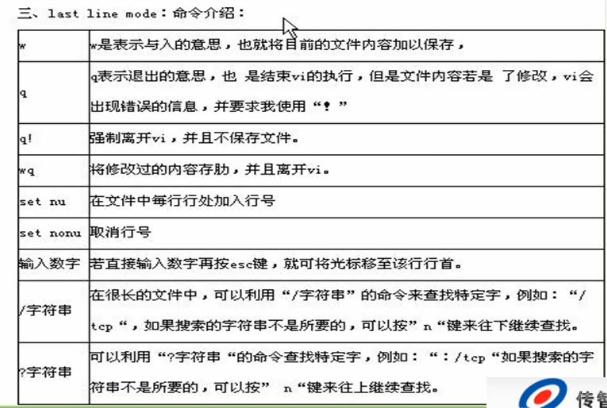 三、last line mode：命令介绍：
w w是表示与入的意思，也就将目前的文件内容加以保存，
q q表示退出的意思，也 是结束vi的执行，但是文件内容若是 了修改，vi会
出现错误的信息，并要求我使用“！”
q! 强制离开vi，并且不保存文件。
wq 将修改过的内容存肋，并且离开vi。
set nu 在文件中每行行处加入行号
set nonu 取消行号
输入数字 若直接输入数字再按esc键，就可将光标移至该行行首。
/字符串 在很长的文件中，可以利用“/字符串”的命令来查找特定字，例如：“/
tcp“，如果搜索的字符串不是所要的，可以按”n“键来往下继续查找。
?字符串 可以利用“?字符串“的命令查找特定字，例如：“：/tcp“如果搜索的字
符串不是所要的，可以按” n“键来往上继续查找。
传